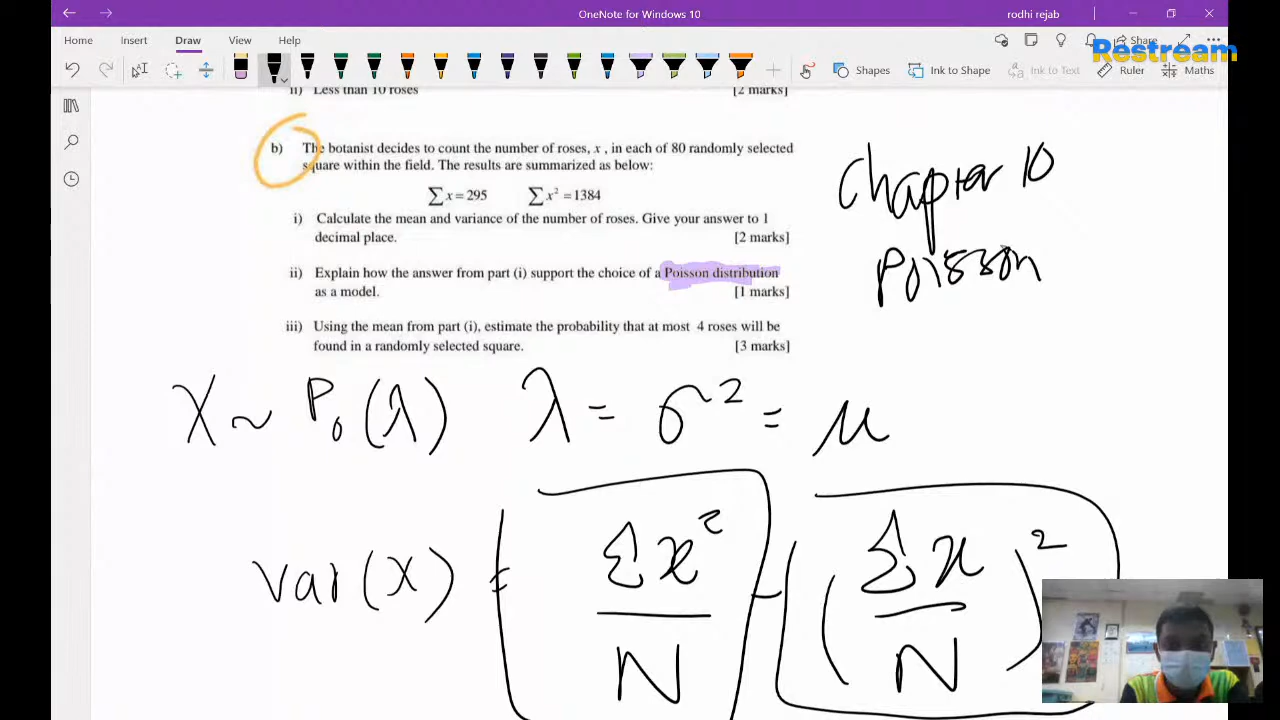 OneNote for Windows 10
rodhi rejab
Home Insert Draw View Help
Share
Restream
Shapes Ink to Shape Ink to Text Ruler Maths
ii) Less than 10 roses [2 marks]
b) The botanist decides to count the number of roses, x , in each of 80 randomly selected
square within the field. The results are summarized as below:
∑x = 295 ∑x² = 1384
i) Calculate the mean and variance of the number of roses. Give your answer to 1
decimal place. [2 marks]
ii) Explain how the answer from part (i) support the choice of a Poisson distribution
as a model. [1 marks]
iii) Using the mean from part (i), estimate the probability that at most 4 roses will be
found in a randomly selected square. [3 marks]
Chapter 10
Poisson
X ~ Po(λ) λ = σ² = μ
var(X) = ∑x²/N - (∑x/N)²